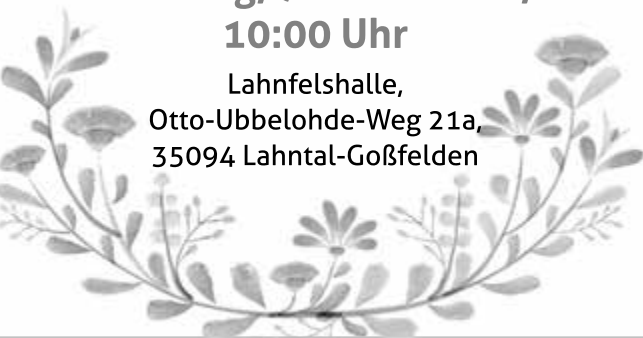 10:00 Uhr
Lahnfelshalle,
Otto-Ubbelohde-Weg 21a,
35094 Lahntal-Goßfelden